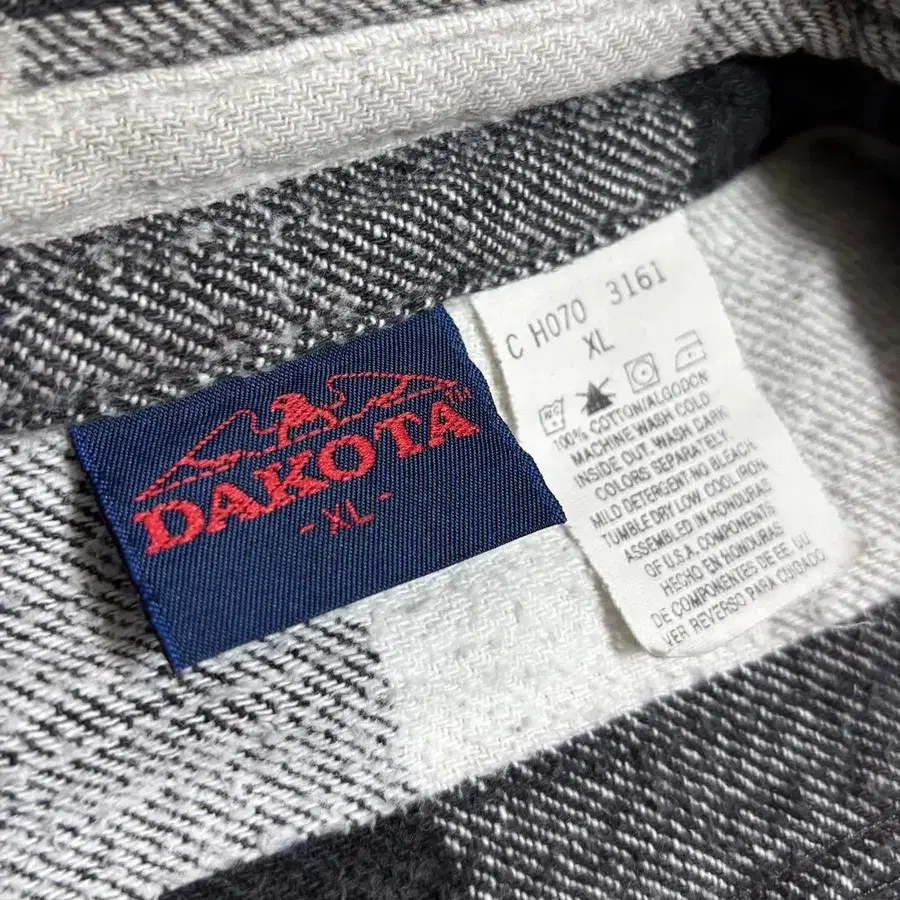 DAKOTA™
-XL-
C H070 3161
XL
100% COTTON/ALGODON
MACHINE WASH COLD
INSIDE OUT, WASH DARK
COLORS SEPARATELY.
MILD DETERGENT-NO BLEACH
TUMBLE DRY LOW. COOL IRON.
ASSEMBLED IN HONDURAS
OF U.S.A. COMPONENTS
HECHO EN HONDURAS
DE COMPONENTES DE EE. UU
VER REVERSO PARA CUIDADO